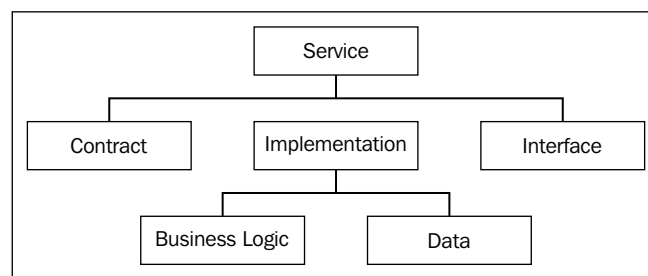 Service
Contract
Implementation
Interface
Business Logic
Data